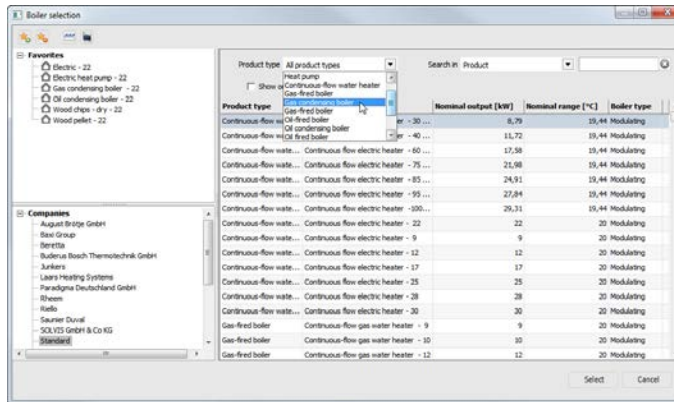 Boiler selection
Favorites
Electric - 22
Electric heat pump - 22
Gas condensing boiler - 22
Oil condensing boiler - 22
Wood chips - dry - 22
Wood pellet - 22
Companies
August Brötje GmbH
Baxi Group
Beretta
Buderus Bosch Thermotechnik GmbH
Junkers
Laars Heating Systems
Paradigma Deutschland GmbH
Rheem
Riello
Saunier Duval
SOLVIS GmbH & Co KG
Standard
Product type All product types Search in Product
Heat pump
Continuous-flow water heater
Gas-fired boiler
Gas condensing boiler
Gas-fired boiler
Oil-fired boiler
Oil condensing boiler
Oil fired boiler
Show
Product type Nominal output [kW] Nominal range [°C] Boiler type
Continuous-flow wa er - 30 ... 8,79 19,44 Modulating
Continuous-flow wa er - 40 ... 11,72 19,44 Modulating
Continuous-flow wate... Continuous flow electric heater - 60 ... 17,58 19,44 Modulating
Continuous-flow wate... Continuous flow electric heater - 75 ... 21,98 19,44 Modulating
Continuous-flow wate... Continuous flow electric heater - 85 ... 24,91 19,44 Modulating
Continuous-flow wate... Continuous flow electric heater - 95 ... 27,84 19,44 Modulating
Continuous-flow wate... Continuous flow electric heater -100... 29,31 19,44 Modulating
Continuous-flow wate... Continuous flow electric heater - 22 22 20 Modulating
Continuous-flow wate... Continuous flow electric heater - 9 9 20 Modulating
Continuous-flow wate... Continuous flow electric heater - 12 12 20 Modulating
Continuous-flow wate... Continuous flow electric heater - 17 17 20 Modulating
Continuous-flow wate... Continuous flow electric heater - 25 25 20 Modulating
Continuous-flow wate... Continuous flow electric heater - 28 28 20 Modulating
Continuous-flow wate... Continuous flow electric heater - 30 30 20 Modulating
Gas-fired boiler Continuous-flow gas water heater - 9 9 20 Modulating
Gas-fired boiler Continuous-flow gas water heater - 10 10 20 Modulating
Gas-fired boiler Continuous-flow gas water heater - 12 12 20 Modulating
Select Cancel